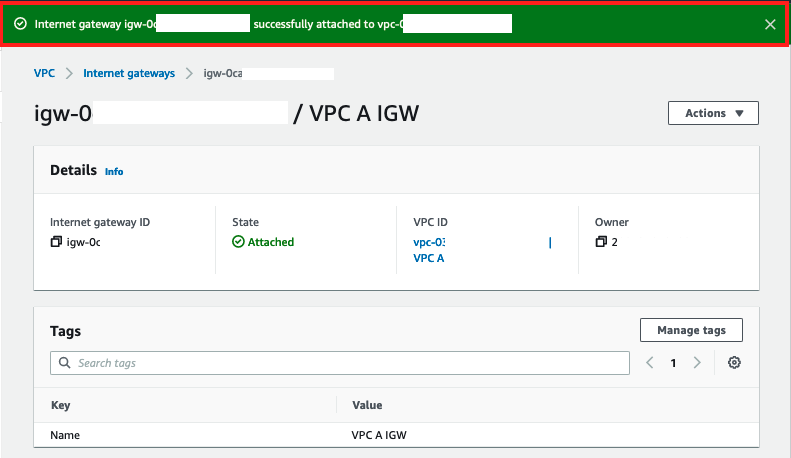 Internet gateway igw-0c successfully attached to vpc-0
VPC > Internet gateways > igw-0ca
igw-0 / VPC A IGW
Actions
Details Info
Internet gateway ID State VPC ID Owner
igw-0c Attached vpc-03 2
VPC A
Tags Manage tags
Search tags 1
Key Value
Name VPC A IGW